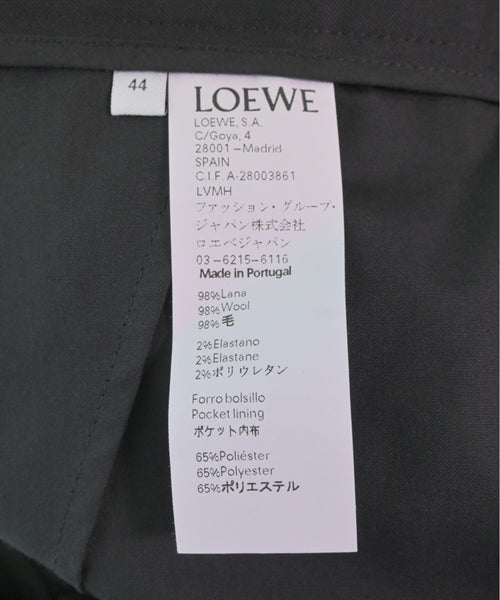 44
LOEWE
LOEWE, S.A.
C/Goya, 4
28001 –Madrid
SPAIN
C.I.F. A-28003861
LVMH
ファッション・グループ・
ジャパン株式会社
ロエベジャパン
03-6215-6116
Made in Portugal
98%Lana
98%Wool
98%毛
2%Elastano
2%Elastane
2%ポリウレタン
Forro bolsillo
Pocket lining
ポケット内布
65%Poliéster
65%Polyester
65%ポリエステル